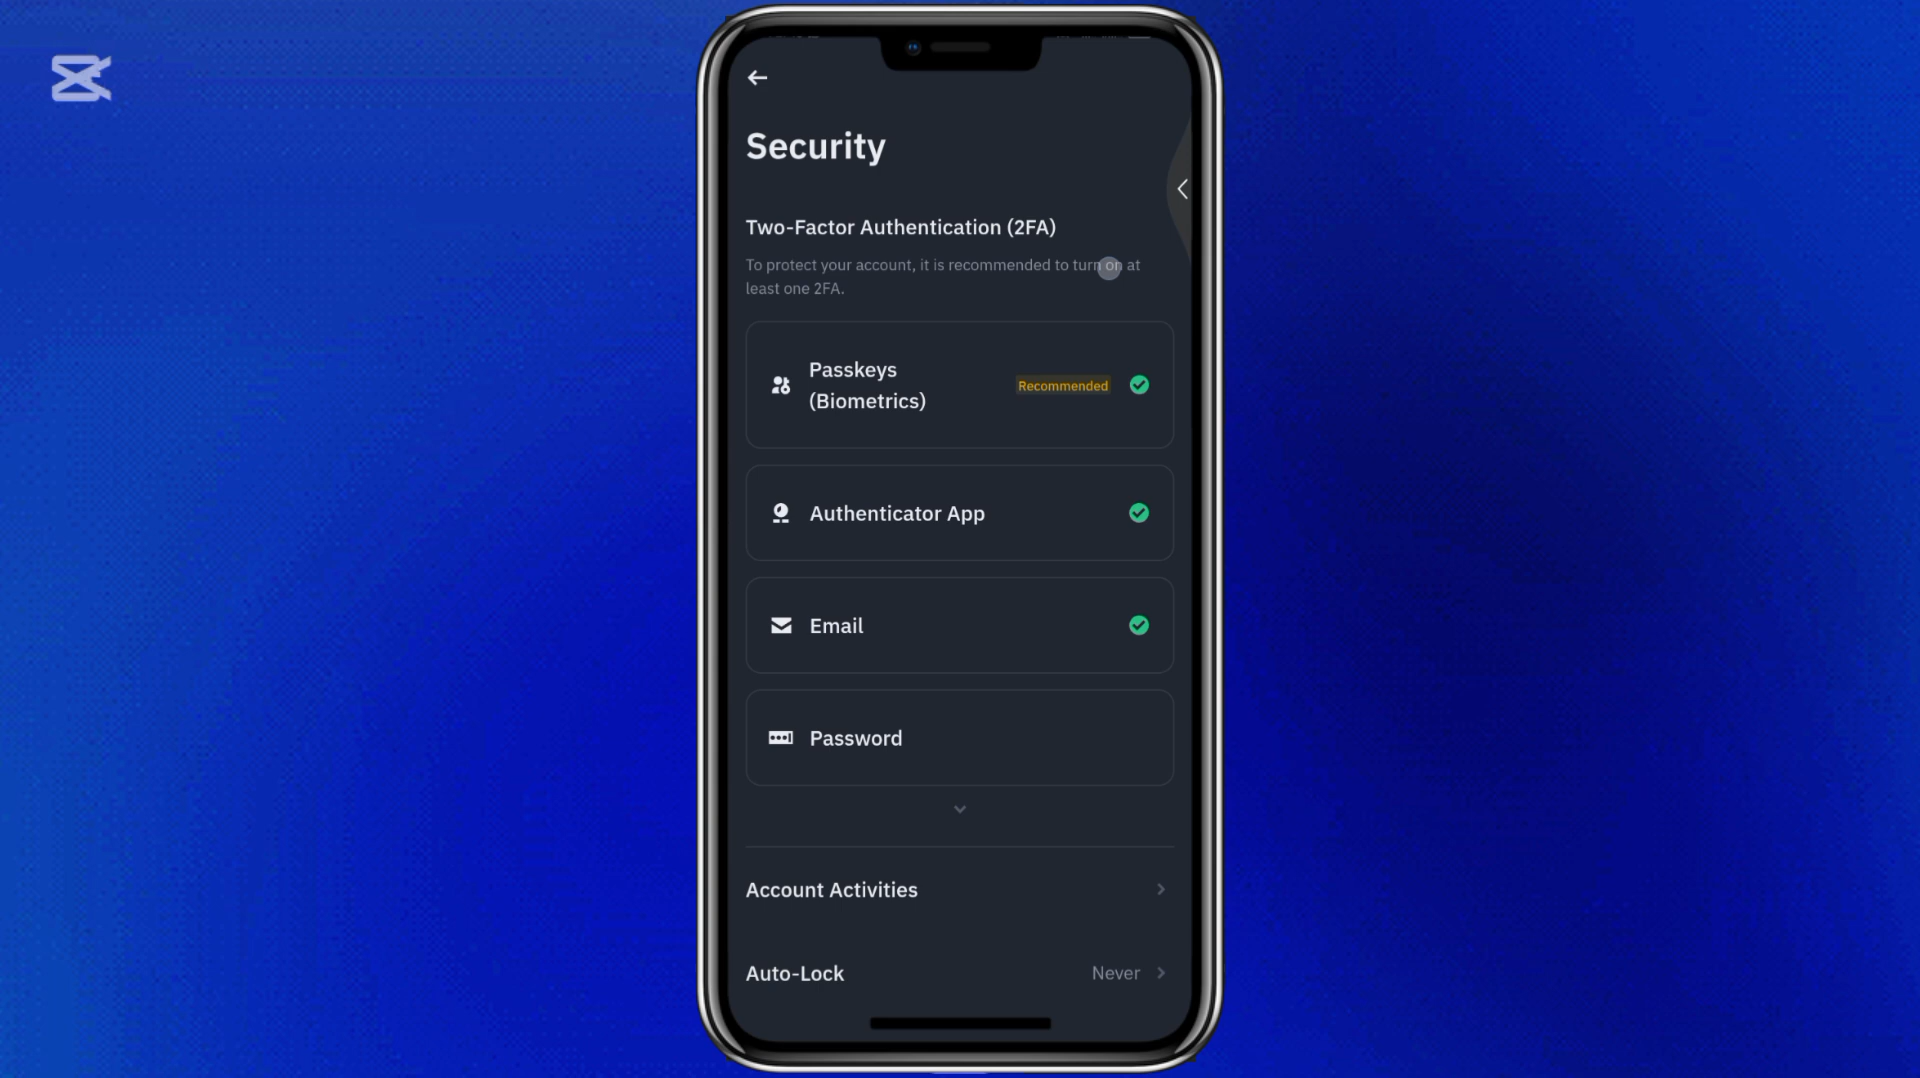 Security
Two-Factor Authentication (2FA)
To protect your account, it is recommended to turn on at
least one 2FA.
Passkeys
(Biometrics)
Recommended
Authenticator App
Email
Password
Account Activities
Auto-Lock
Never